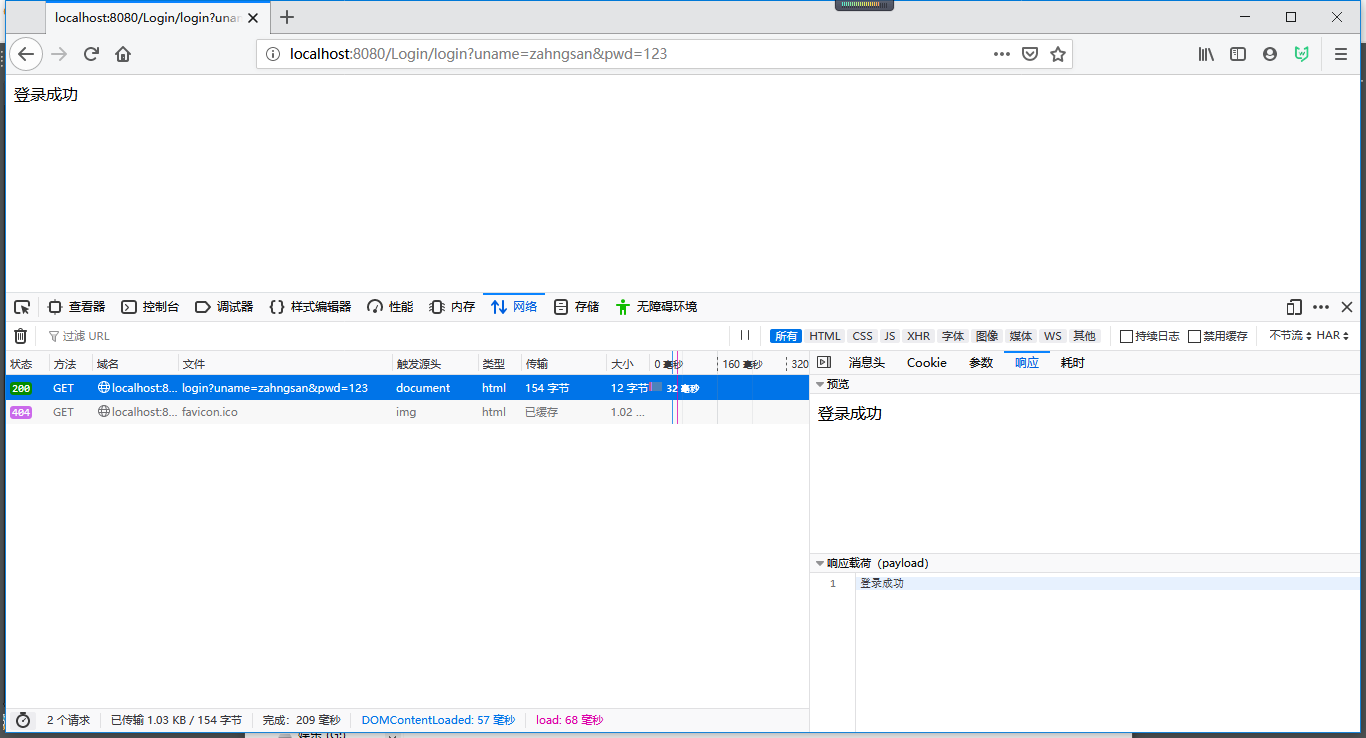 localhost:8080/Login/login?unan
localhost:8080/Login/login?uname=zahngsan&pwd=123
登录成功
查看器 控制台 调试器 样式编辑器 性能 内存 网络 存储 无障碍环境
过滤 URL 所有 HTML CSS JS XHR 字体 图像 媒体 WS 其他 持续日志 禁用缓存 不节流 HAR
状态 方法 域名 文件 触发源头 类型 传输 大小 0 毫秒 160 毫秒 320
200 GET localhost:8... login?uname=zahngsan&pwd=123 document html 154 字节 12 字节 32 毫秒
404 GET localhost:8... favicon.ico img html 已缓存 1.02 ...
消息头 Cookie 参数 响应 耗时
预览
登录成功
响应载荷（payload）
1 登录成功
2 个请求 已传输 1.03 KB / 154 字节 完成：209 毫秒 DOMContentLoaded: 57 毫秒 load: 68 毫秒